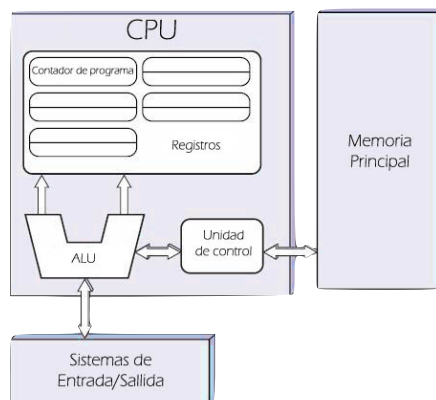 CPU
Contador de programa
Registros
Memoria
Principal
ALU
Unidad
de control
Sistemas de
Entrada/Sallida